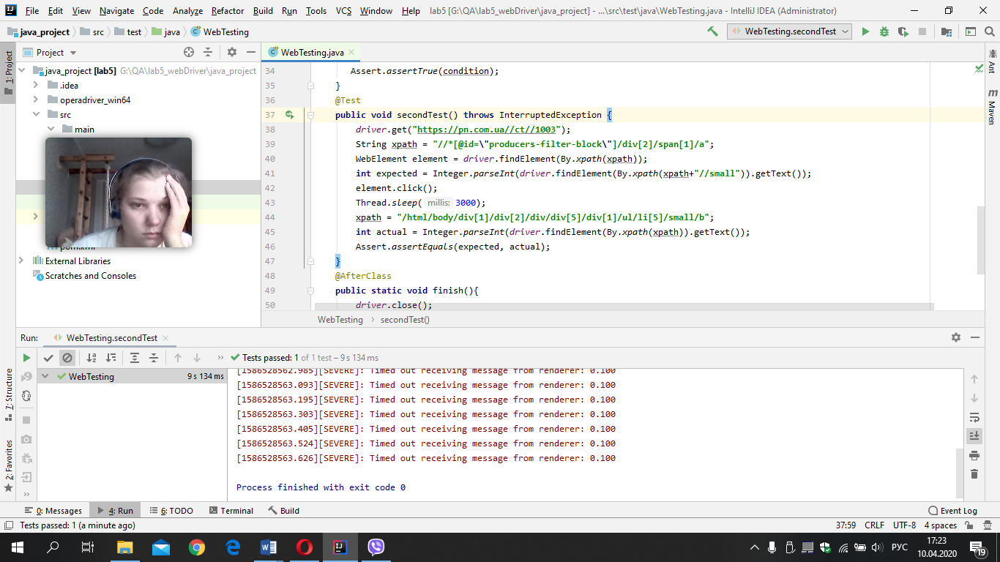 File Edit View Navigate Code Analyze Refactor Build Run Tools VCS Window Help lab5 [G:\QA\lab5_webDriver\java_project] - ...\src\test\java\WebTesting.java - IntelliJ IDEA (Administrator)
java_project src test java WebTesting WebTesting.secondTest
1: Project
Project
WebTesting.java
java_project [lab5] G:\QA\lab5_webDriver\java_project
.idea
operadriver_win64
src
main
External Libraries
Scratches and Consoles
34 Assert.assertTrue(condition);
35 }
36 @Test
37 public void secondTest() throws InterruptedException {
38 driver.get("https://pn.com.ua//ct//1003");
39 String xpath = "//*[@id=\"producers-filter-block\"]/div[2]/span[1]/a";
40 WebElement element = driver.findElement(By.xpath(xpath));
41 int expected = Integer.parseInt(driver.findElement(By.xpath(xpath+"//small")).getText());
42 element.click();
43 Thread.sleep( millis: 3000);
44 xpath = "/html/body/div[1]/div[2]/div/div[5]/div[1]/ul/li[5]/small/b";
45 int actual = Integer.parseInt(driver.findElement(By.xpath(xpath)).getText());
46 Assert.assertEquals(expected, actual);
47 }
48 @AfterClass
49 public static void finish(){
50 driver.close();
WebTesting secondTest()
Ant
Maven
Run: WebTesting.secondTest
Tests passed: 1 of 1 test – 9 s 134 ms
WebTesting 9 s 134 ms
[1586528562.985][SEVERE]: Timed out receiving message from renderer: 0.100
[1586528563.093][SEVERE]: Timed out receiving message from renderer: 0.100
[1586528563.195][SEVERE]: Timed out receiving message from renderer: 0.100
[1586528563.303][SEVERE]: Timed out receiving message from renderer: 0.100
[1586528563.405][SEVERE]: Timed out receiving message from renderer: 0.100
[1586528563.524][SEVERE]: Timed out receiving message from renderer: 0.100
[1586528563.626][SEVERE]: Timed out receiving message from renderer: 0.100
Process finished with exit code 0
7: Structure
2: Favorites
0: Messages 4: Run 6: TODO Terminal Build Event Log
Tests passed: 1 (a minute ago) 37:59 CRLF UTF-8 4 spaces
РУС
17:23
10.04.2020
19